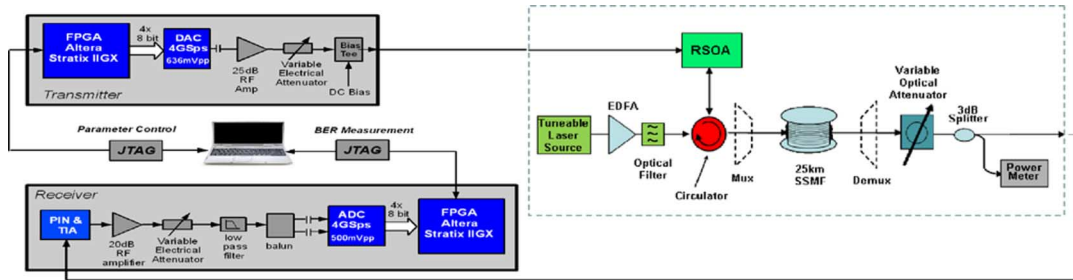 FPGA
Altera
Stratix IIGX
4x
8 bit
DAC
4GSps
636mVpp
25dB
RF
Amp
Variable
Electrical
Attenuator
Bias
Tee
DC Bias
Transmitter
Parameter Control
JTAG
BER Measurement
JTAG
Receiver
PIN &
TIA
20dB
RF
amplifier
Variable
Electrical
Attenuator
low
pass
filter
balun
ADC
4GSps
500mVpp
4x
8 bit
FPGA
Altera
Stratix IIGX
RSOA
Tuneable
Laser
Source
EDFA
Optical
Filter
Circulator
Mux
25km
SSMF
Demux
Variable
Optical
Attenuator
3dB
Splitter
Power
Meter